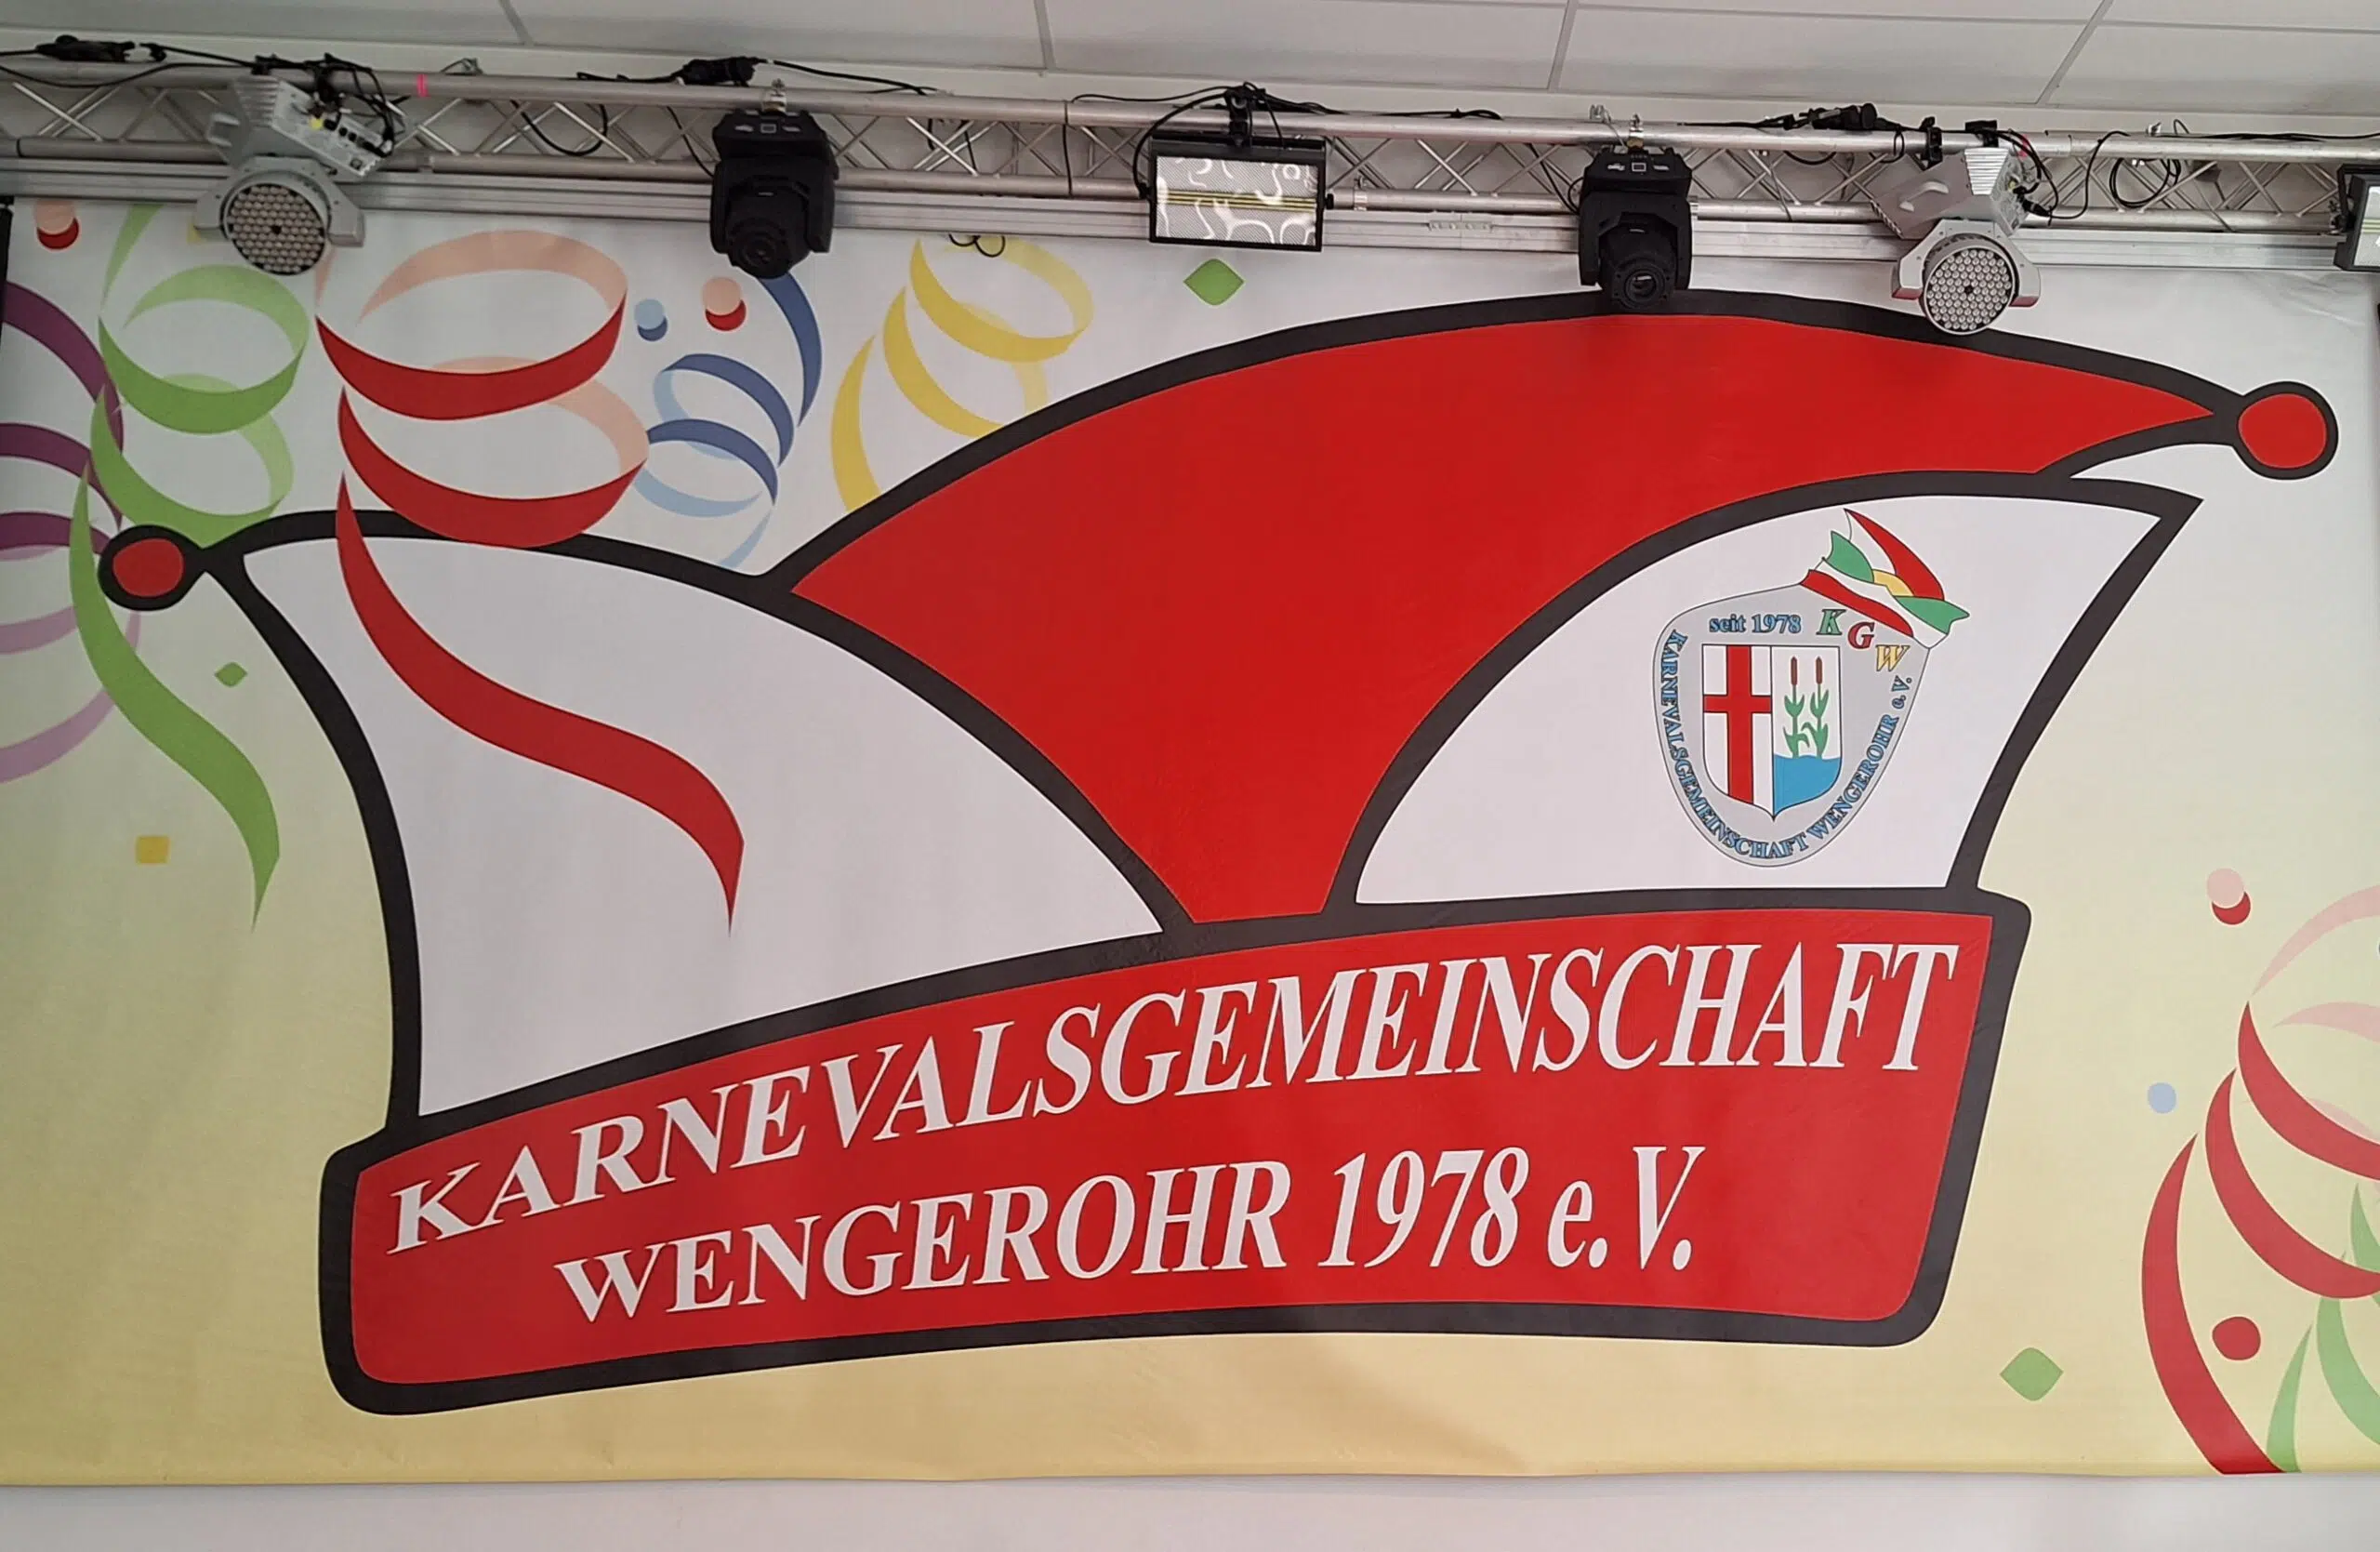 seit 1978 KGW
KARNEVALSGEMEINSCHAFT WENGEROHR e.V.
KARNEVALSGEMEINSCHAFT
WENGEROHR 1978 e.V.